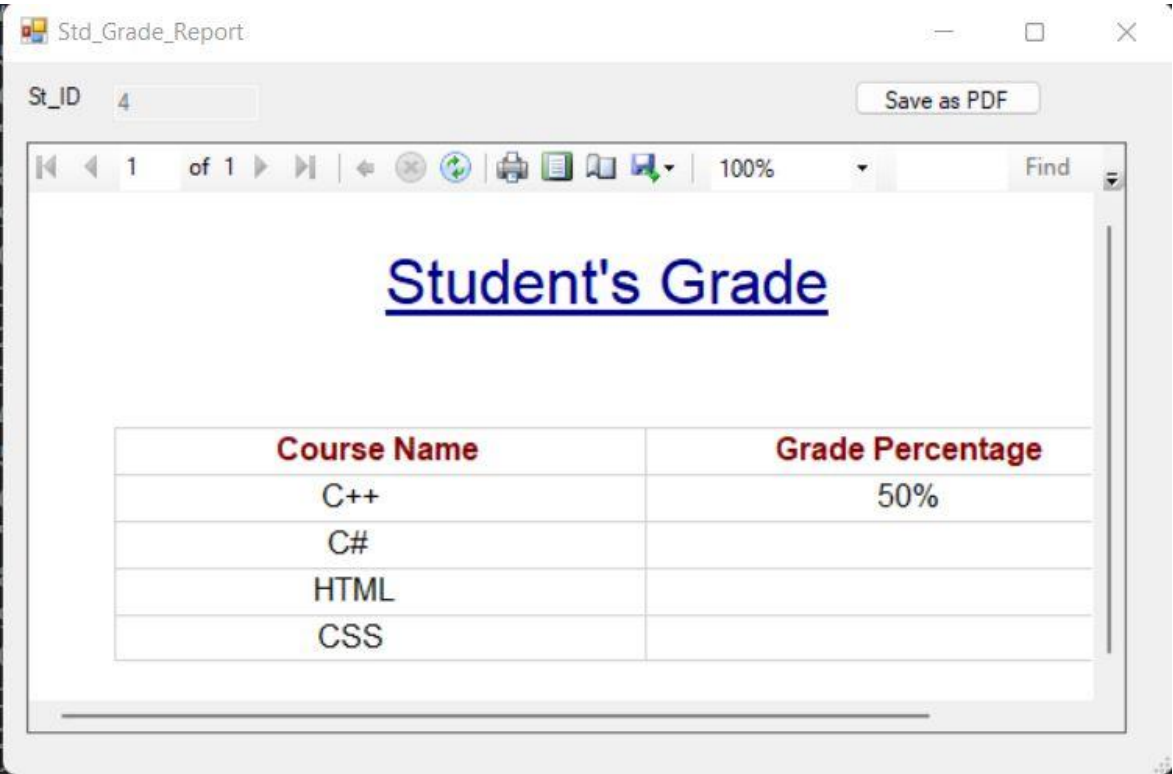 Std_Grade_Report
St_ID 4 Save as PDF
1 of 1 100% Find
Student's Grade
Course Name Grade Percentage
C++ 50%
C#
HTML
CSS